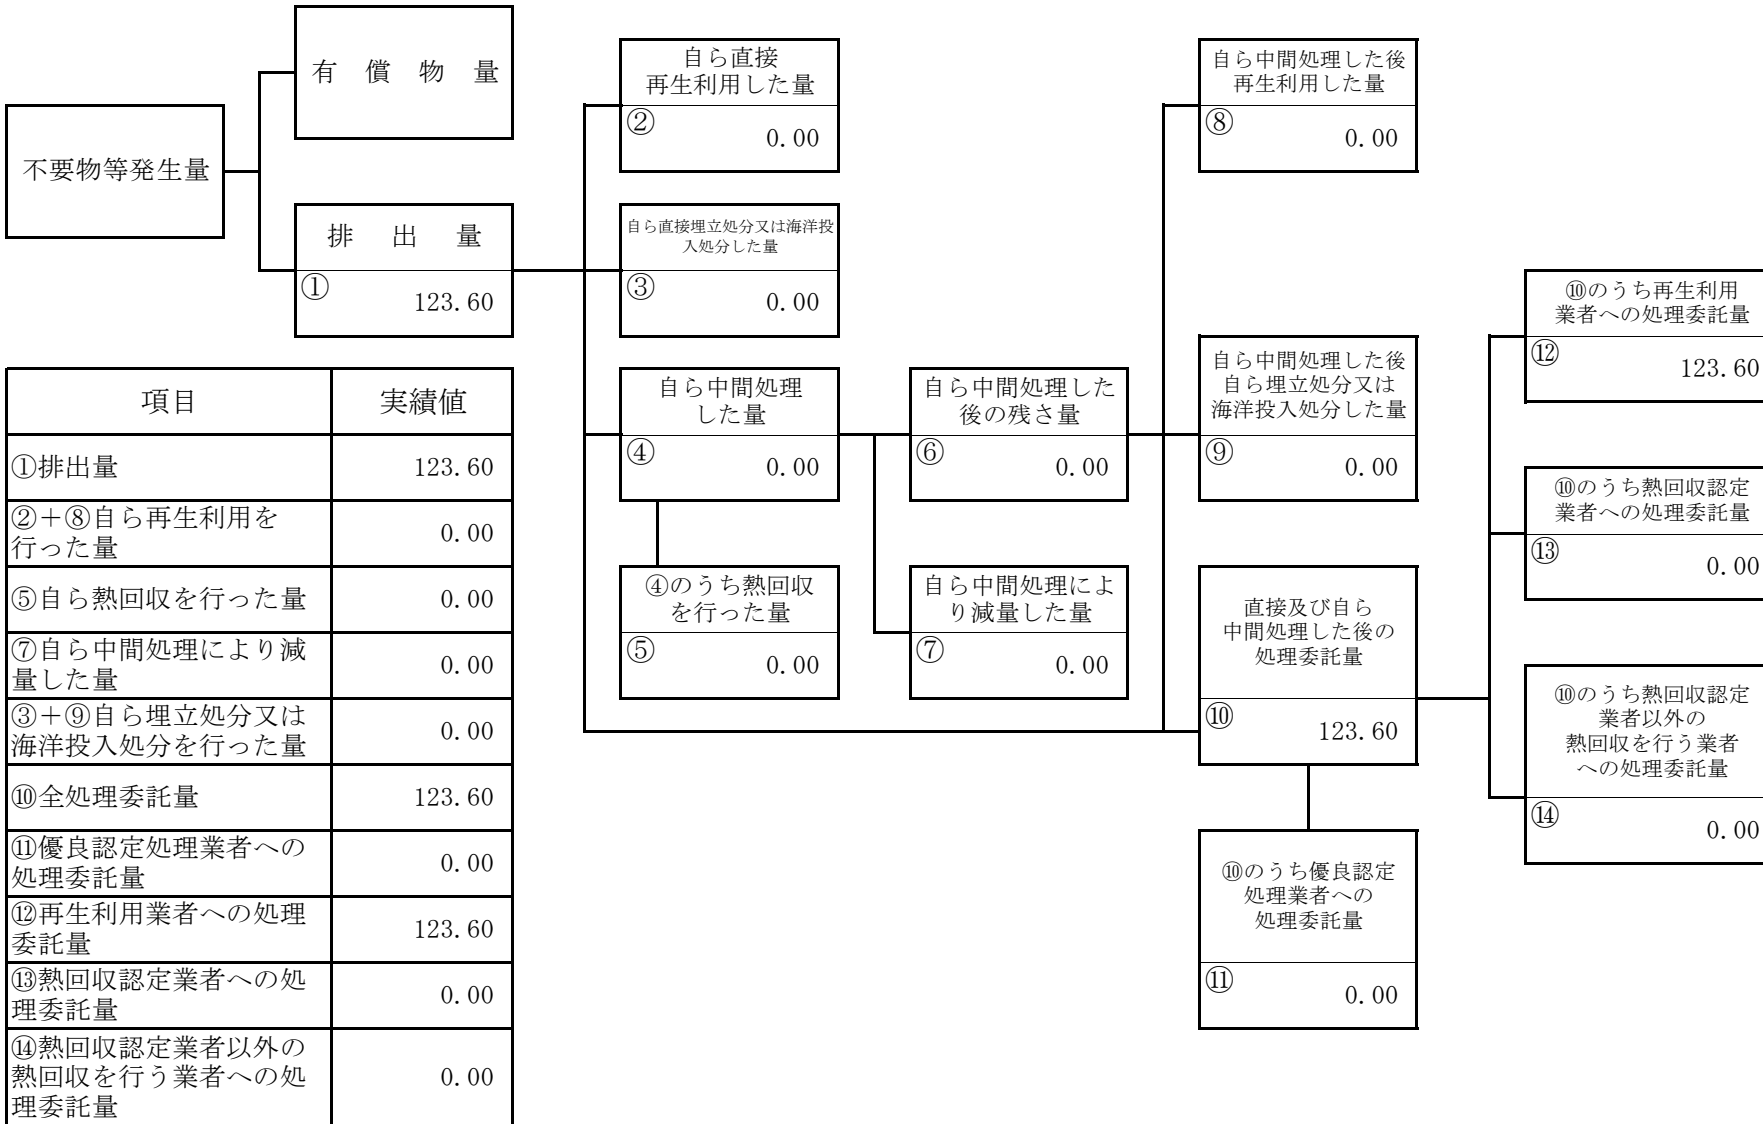 不要物等発生量
有償物量
排出量
①
123.60
自ら直接
再生利用した量
②
0.00
自ら直接埋立処分又は海洋投
入処分した量
③
0.00
自ら中間処理
した量
④
0.00
④のうち熱回収
を行った量
⑤
0.00
自ら中間処理した
後の残さ量
⑥
0.00
自ら中間処理によ
り減量した量
⑦
0.00
自ら中間処理した後
再生利用した量
⑧
0.00
自ら中間処理した後
自ら埋立処分又は
海洋投入処分した量
⑨
0.00
直接及び自ら
中間処理した後の
処理委託量
⑩
123.60
⑩のうち優良認定
処理業者への
処理委託量
⑪
0.00
⑩のうち再生利用
業者への処理委託量
⑫
123.60
⑩のうち熱回収認定
業者への処理委託量
⑬
0.00
⑩のうち熱回収認定
業者以外の
熱回収を行う業者
への処理委託量
⑭
0.00
項目 実績値
①排出量 123.60
②＋⑧自ら再生利用を
行った量 0.00
⑤自ら熱回収を行った量 0.00
⑦自ら中間処理により減
量した量 0.00
③＋⑨自ら埋立処分又は
海洋投入処分を行った量 0.00
⑩全処理委託量 123.60
⑪優良認定処理業者への
処理委託量 0.00
⑫再生利用業者への処理
委託量 123.60
⑬熱回収認定業者への処
理委託量 0.00
⑭熱回収認定業者以外の
熱回収を行う業者への処
理委託量 0.00